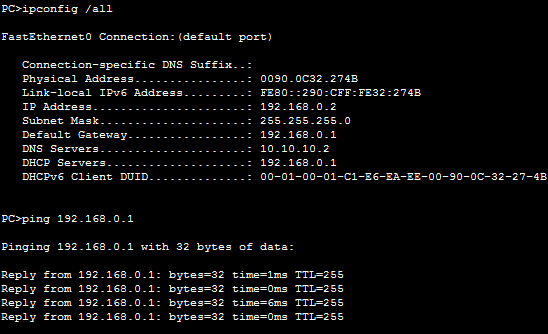 PC>ipconfig /all
FastEthernet0 Connection:(default port)
Connection-specific DNS Suffix..:
Physical Address................: 0090.0C32.274B
Link-local IPv6 Address.........: FE80::290:CFF:FE32:274B
IP Address......................: 192.168.0.2
Subnet Mask.....................: 255.255.255.0
Default Gateway.................: 192.168.0.1
DNS Servers.....................: 10.10.10.2
DHCP Servers....................: 192.168.0.1
DHCPv6 Client DUID..............: 00-01-00-01-C1-E6-EA-EE-00-90-0C-32-27-4B
PC>ping 192.168.0.1
Pinging 192.168.0.1 with 32 bytes of data:
Reply from 192.168.0.1: bytes=32 time=1ms TTL=255
Reply from 192.168.0.1: bytes=32 time=0ms TTL=255
Reply from 192.168.0.1: bytes=32 time=6ms TTL=255
Reply from 192.168.0.1: bytes=32 time=0ms TTL=255